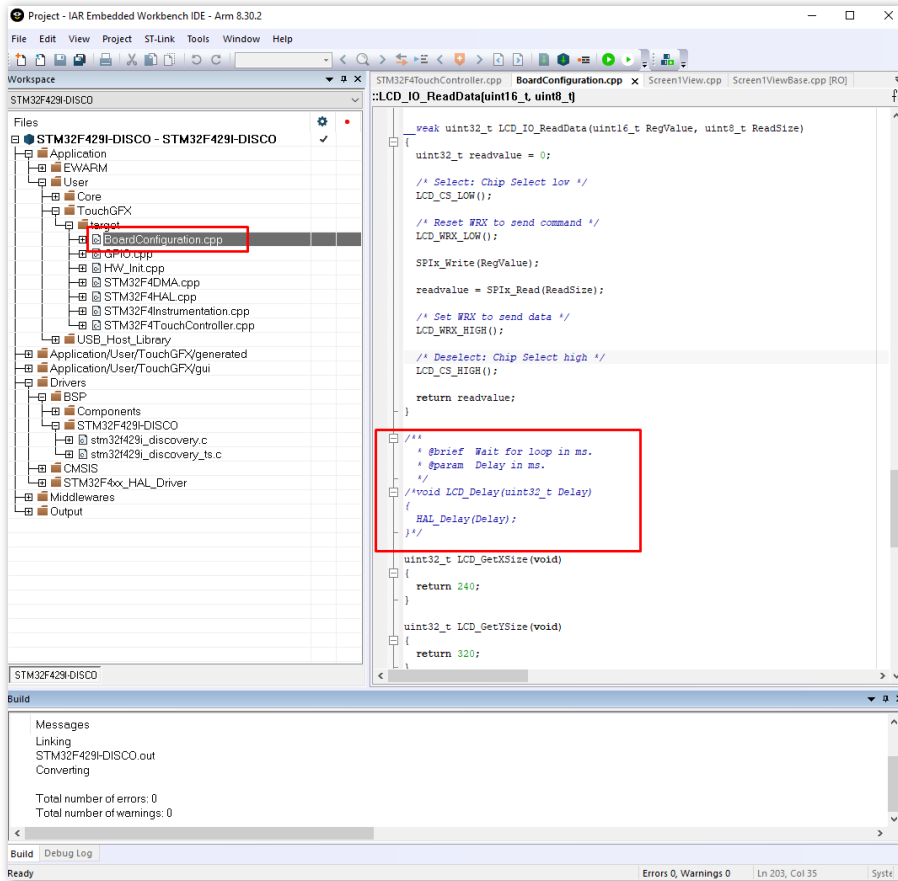 Project - IAR Embedded Workbench IDE - Arm 8.30.2
File Edit View Project ST-Link Tools Window Help
Workspace
STM32F429I-DISCO
Files
STM32F429I-DISCO - STM32F429I-DISCO
Application
EWARM
User
Core
TouchGFX
target
BoardConfiguration.cpp
GPIO.cpp
HW_Init.cpp
STM32F4DMA.cpp
STM32F4HAL.cpp
STM32F4Instrumentation.cpp
STM32F4TouchController.cpp
USB_Host_Library
Application/User/TouchGFX/generated
Application/User/TouchGFX/gui
Drivers
BSP
Components
STM32F429I-DISCO
stm32f429i_discovery.c
stm32f429i_discovery_ts.c
CMSIS
STM32F4xx_HAL_Driver
Middlewares
Output
STM32F429I-DISCO
STM32F4TouchController.cpp BoardConfiguration.cpp x Screen1View.cpp Screen1ViewBase.cpp [RO]
::LCD_IO_ReadData(uint16_t, uint8_t)
__weak uint32_t LCD_IO_ReadData(uint16_t RegValue, uint8_t ReadSize)
{
uint32_t readvalue = 0;
/* Select: Chip Select low */
LCD_CS_LOW();
/* Reset WRX to send command */
LCD_WRX_LOW();
SPIx_Write(RegValue);
readvalue = SPIx_Read(ReadSize);
/* Set WRX to send data */
LCD_WRX_HIGH();
/* Deselect: Chip Select high */
LCD_CS_HIGH();
return readvalue;
}
/**
* @brief Wait for loop in ms.
* @param Delay in ms.
*/
/*void LCD_Delay(uint32_t Delay)
{
HAL_Delay(Delay);
}*/
uint32_t LCD_GetXSize(void)
{
return 240;
}
uint32_t LCD_GetYSize(void)
{
return 320;
}
Build
Messages
Linking
STM32F429I-DISCO.out
Converting
Total number of errors: 0
Total number of warnings: 0
Build Debug Log
Ready
Errors 0, Warnings 0 Ln 203, Col 35 Syste